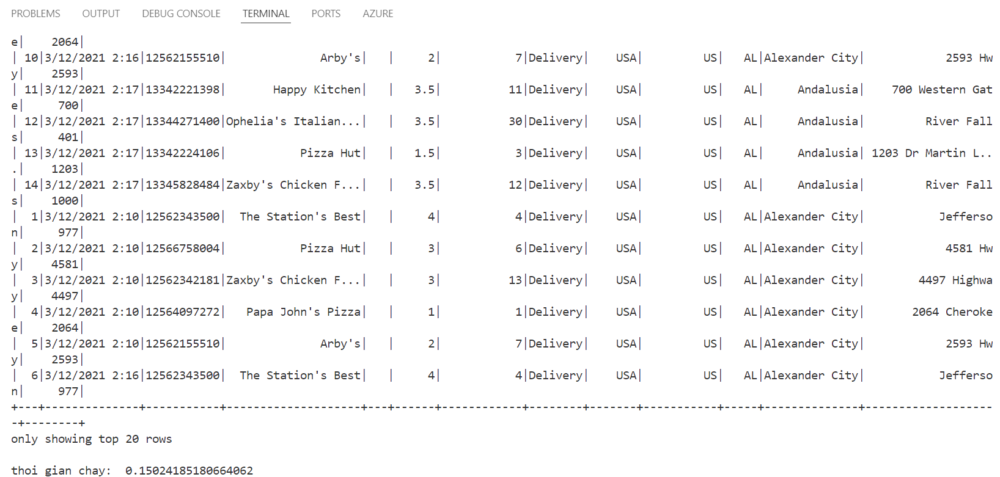 PROBLEMS OUTPUT DEBUG CONSOLE TERMINAL PORTS AZURE
e|    2064|
| 10|3/12/2021 2:16|12562155510|              Arby's|   |     2|           7|Delivery|    USA|         US|   AL|Alexander City|            2593 Hw
y|    2593|
| 11|3/12/2021 2:17|13342221398|       Happy Kitchen|   |   3.5|          11|Delivery|    USA|         US|   AL|     Andalusia|    700 Western Gat
e|     700|
| 12|3/12/2021 2:17|13344271400|Ophelia's Italian...|   |   3.5|          30|Delivery|    USA|         US|   AL|     Andalusia|         River Fall
s|     401|
| 13|3/12/2021 2:17|13342224106|           Pizza Hut|   |   1.5|           3|Delivery|    USA|         US|   AL|     Andalusia| 1203 Dr Martin L..
.|    1203|
| 14|3/12/2021 2:17|13345828484|Zaxby's Chicken F...|   |   3.5|          12|Delivery|    USA|         US|   AL|     Andalusia|         River Fall
s|    1000|
|  1|3/12/2021 2:10|12562343500|  The Station's Best|   |     4|           4|Delivery|    USA|         US|   AL|Alexander City|           Jefferso
n|     977|
|  2|3/12/2021 2:10|12566758004|           Pizza Hut|   |     3|           6|Delivery|    USA|         US|   AL|Alexander City|            4581 Hw
y|    4581|
|  3|3/12/2021 2:10|12562342181|Zaxby's Chicken F...|   |     3|          13|Delivery|    USA|         US|   AL|Alexander City|        4497 Highwa
y|    4497|
|  4|3/12/2021 2:10|12564097272|   Papa John's Pizza|   |     1|           1|Delivery|    USA|         US|   AL|Alexander City|       2064 Cheroke
e|    2064|
|  5|3/12/2021 2:10|12562155510|              Arby's|   |     2|           7|Delivery|    USA|         US|   AL|Alexander City|            2593 Hw
y|    2593|
|  6|3/12/2021 2:16|12562343500|  The Station's Best|   |     4|           4|Delivery|    USA|         US|   AL|Alexander City|           Jefferso
n|     977|
+---+--------------+-----------+--------------------+---+------+------------+--------+-------+-----------+-----+--------------+-------------------
-+--------+
only showing top 20 rows
thoi gian chay:  0.15024185180664062